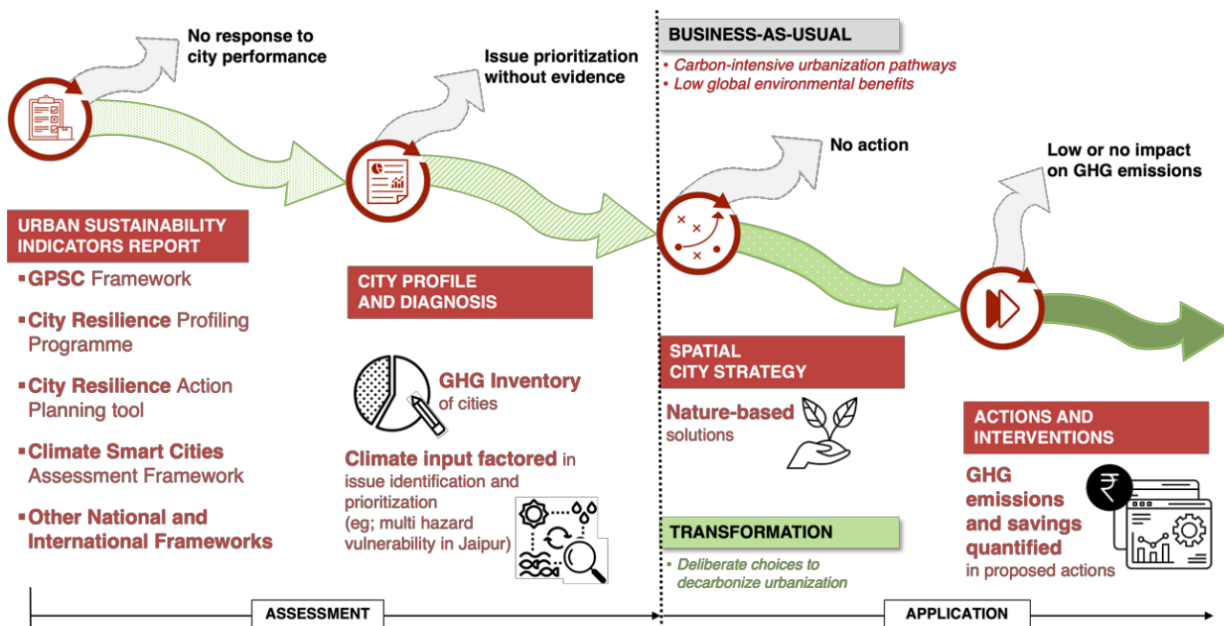 No response to
city performance
Issue prioritization
without evidence
BUSINESS-AS-USUAL
• Carbon-intensive urbanization pathways
• Low global environmental benefits
No action
Low or no impact
on GHG emissions
URBAN SUSTAINABILITY
INDICATORS REPORT
▪GPSC Framework
▪City Resilience Profiling
Programme
▪City Resilience Action
Planning tool
▪Climate Smart Cities
Assessment Framework
▪Other National and
International Frameworks
CITY PROFILE
AND DIAGNOSIS
GHG Inventory
of cities
Climate input factored in
issue identification and
prioritization
(eg; multi hazard
vulnerability in Jaipur)
SPATIAL
CITY STRATEGY
Nature-based
solutions
TRANSFORMATION
• Deliberate choices to
decarbonize urbanization
ACTIONS AND
INTERVENTIONS
GHG
emissions
and savings
quantified
in proposed actions
₹
ASSESSMENT
APPLICATION